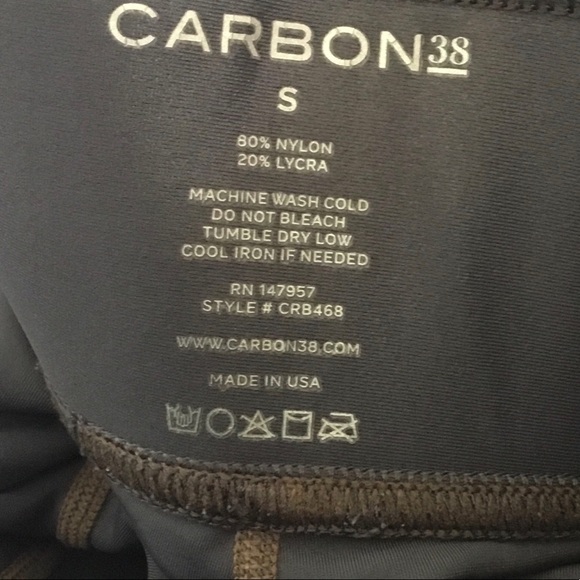 CARBON38
S
80% NYLON
20% LYCRA
MACHINE WASH COLD
DO NOT BLEACH
TUMBLE DRY LOW
COOL IRON IF NEEDED
RN 147957
STYLE # CRB468
WWW.CARBON38.COM
MADE IN USA